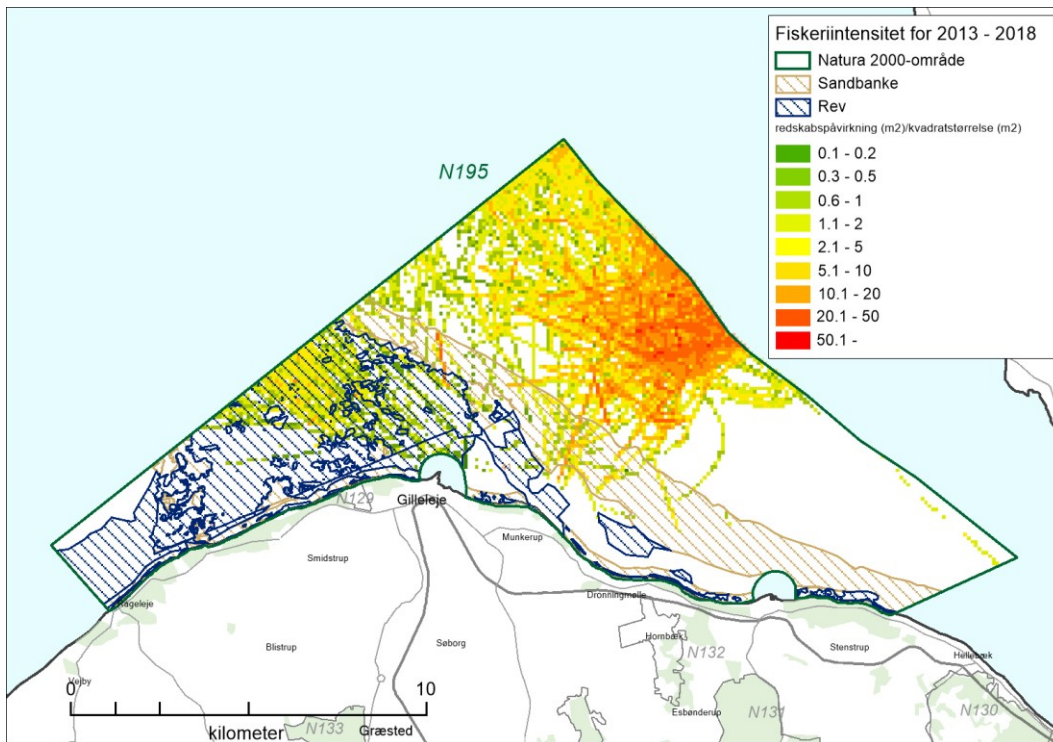 Fiskeriintensitet for 2013 - 2018
Natura 2000-område
Sandbanke
Rev
redskabspåvirkning (m2)/kvadratstørrelse (m2)
0.1 - 0.2
0.3 - 0.5
0.6 - 1
1.1 - 2
2.1 - 5
5.1 - 10
10.1 - 20
20.1 - 50
50.1 -
N195
N129
Gilleleje
Smidstrup
Munkerup
Rågeleje
Dronningmølle
Blistrup
Søborg
Hornbæk
N132
Stenstrup
Hellebæk
Vejby
0
10
Esbønderup
N131
N130
kilometer
N133
Græsted